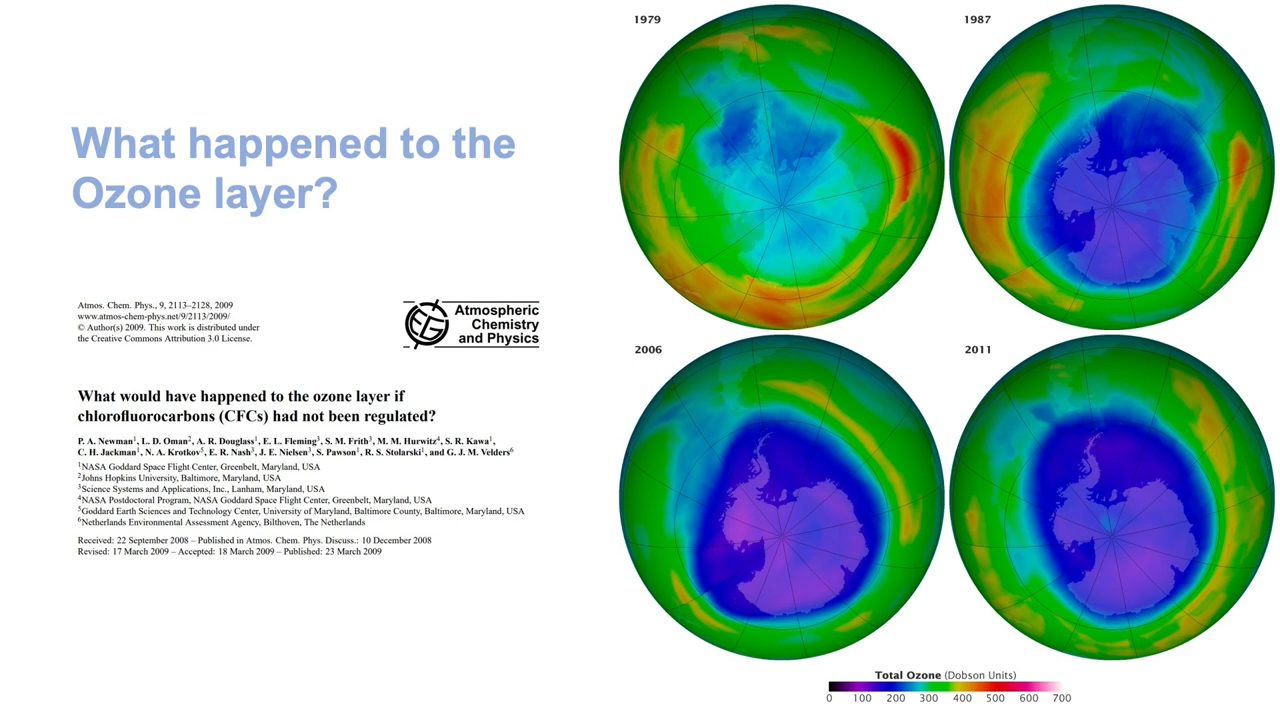 What happened to the
Ozone layer?
Atmos. Chem. Phys., 9, 2113–2128, 2009
www.atmos-chem-phys.net/9/2113/2009/
© Author(s) 2009. This work is distributed under
the Creative Commons Attribution 3.0 License.
EGU
Atmospheric
Chemistry
and Physics
What would have happened to the ozone layer if
chlorofluorocarbons (CFCs) had not been regulated?
P. A. Newman1, L. D. Oman2, A. R. Douglass1, E. L. Fleming3, S. M. Frith3, M. M. Hurwitz4, S. R. Kawa1,
C. H. Jackman1, N. A. Krotkov5, E. R. Nash3, J. E. Nielsen3, S. Pawson1, R. S. Stolarski1, and G. J. M. Velders6
1NASA Goddard Space Flight Center, Greenbelt, Maryland, USA
2Johns Hopkins University, Baltimore, Maryland, USA
3Science Systems and Applications, Inc., Lanham, Maryland, USA
4NASA Postdoctoral Program, NASA Goddard Space Flight Center, Greenbelt, Maryland, USA
5Goddard Earth Sciences and Technology Center, University of Maryland, Baltimore County, Baltimore, Maryland, USA
6Netherlands Environmental Assessment Agency, Bilthoven, The Netherlands
Received: 22 September 2008 – Published in Atmos. Chem. Phys. Discuss.: 10 December 2008
Revised: 17 March 2009 – Accepted: 18 March 2009 – Published: 23 March 2009
1979
1987
2006
2011
Total Ozone (Dobson Units)
0 100 200 300 400 500 600 700